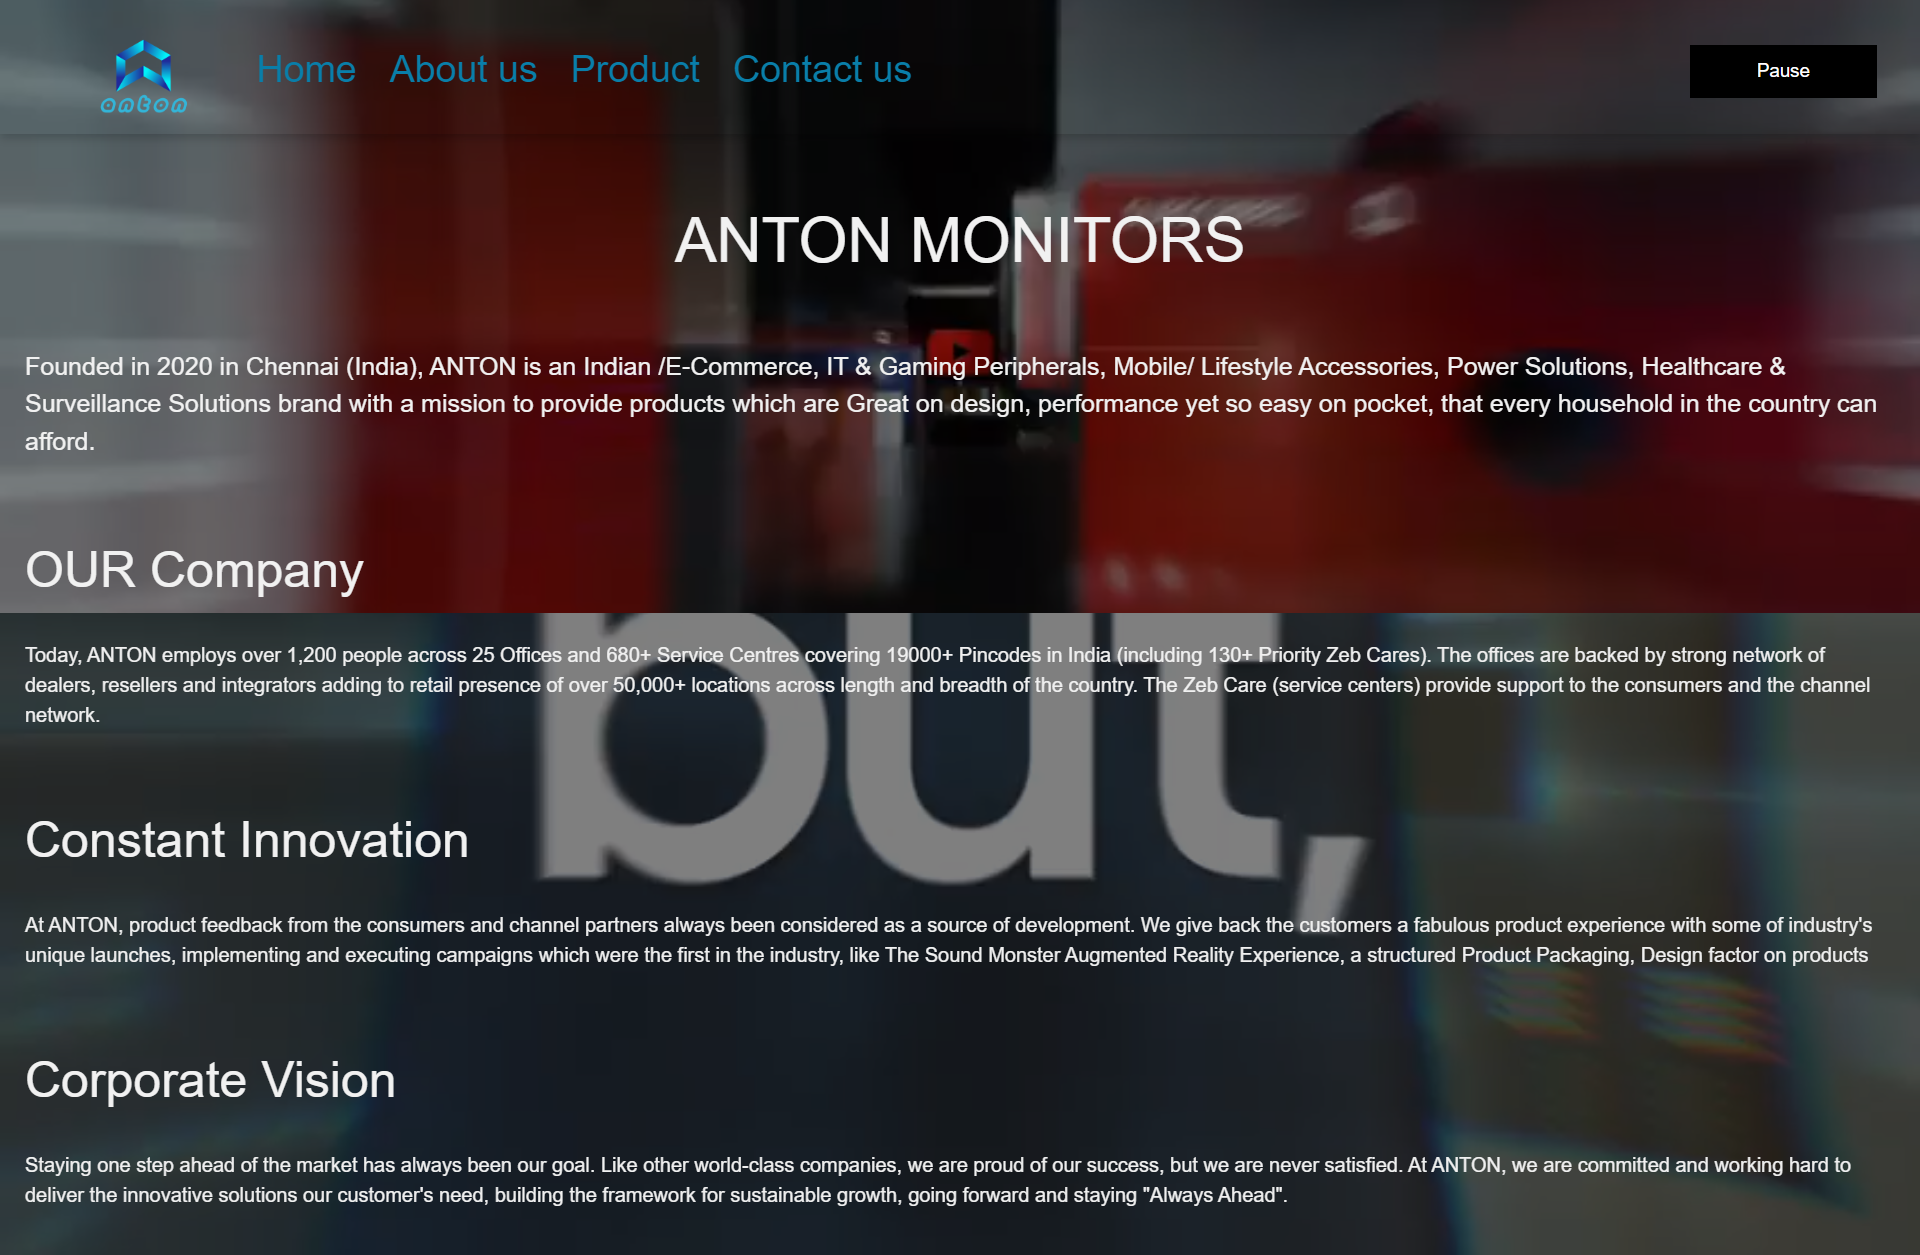 Home About us Product Contact us
Pause
anton
ANTON MONITORS
Founded in 2020 in Chennai (India), ANTON is an Indian /E-Commerce, IT & Gaming Peripherals, Mobile/ Lifestyle Accessories, Power Solutions, Healthcare &
Surveillance Solutions brand with a mission to provide products which are Great on design, performance yet so easy on pocket, that every household in the country can
afford.
OUR Company
but,
Today, ANTON employs over 1,200 people across 25 Offices and 680+ Service Centres covering 19000+ Pincodes in India (including 130+ Priority Zeb Cares). The offices are backed by strong network of
dealers, resellers and integrators adding to retail presence of over 50,000+ locations across length and breadth of the country. The Zeb Care (service centers) provide support to the consumers and the channel
network.
Constant Innovation
At ANTON, product feedback from the consumers and channel partners always been considered as a source of development. We give back the customers a fabulous product experience with some of industry's
unique launches, implementing and executing campaigns which were the first in the industry, like The Sound Monster Augmented Reality Experience, a structured Product Packaging, Design factor on products
Corporate Vision
Staying one step ahead of the market has always been our goal. Like other world-class companies, we are proud of our success, but we are never satisfied. At ANTON, we are committed and working hard to
deliver the innovative solutions our customer's need, building the framework for sustainable growth, going forward and staying "Always Ahead".